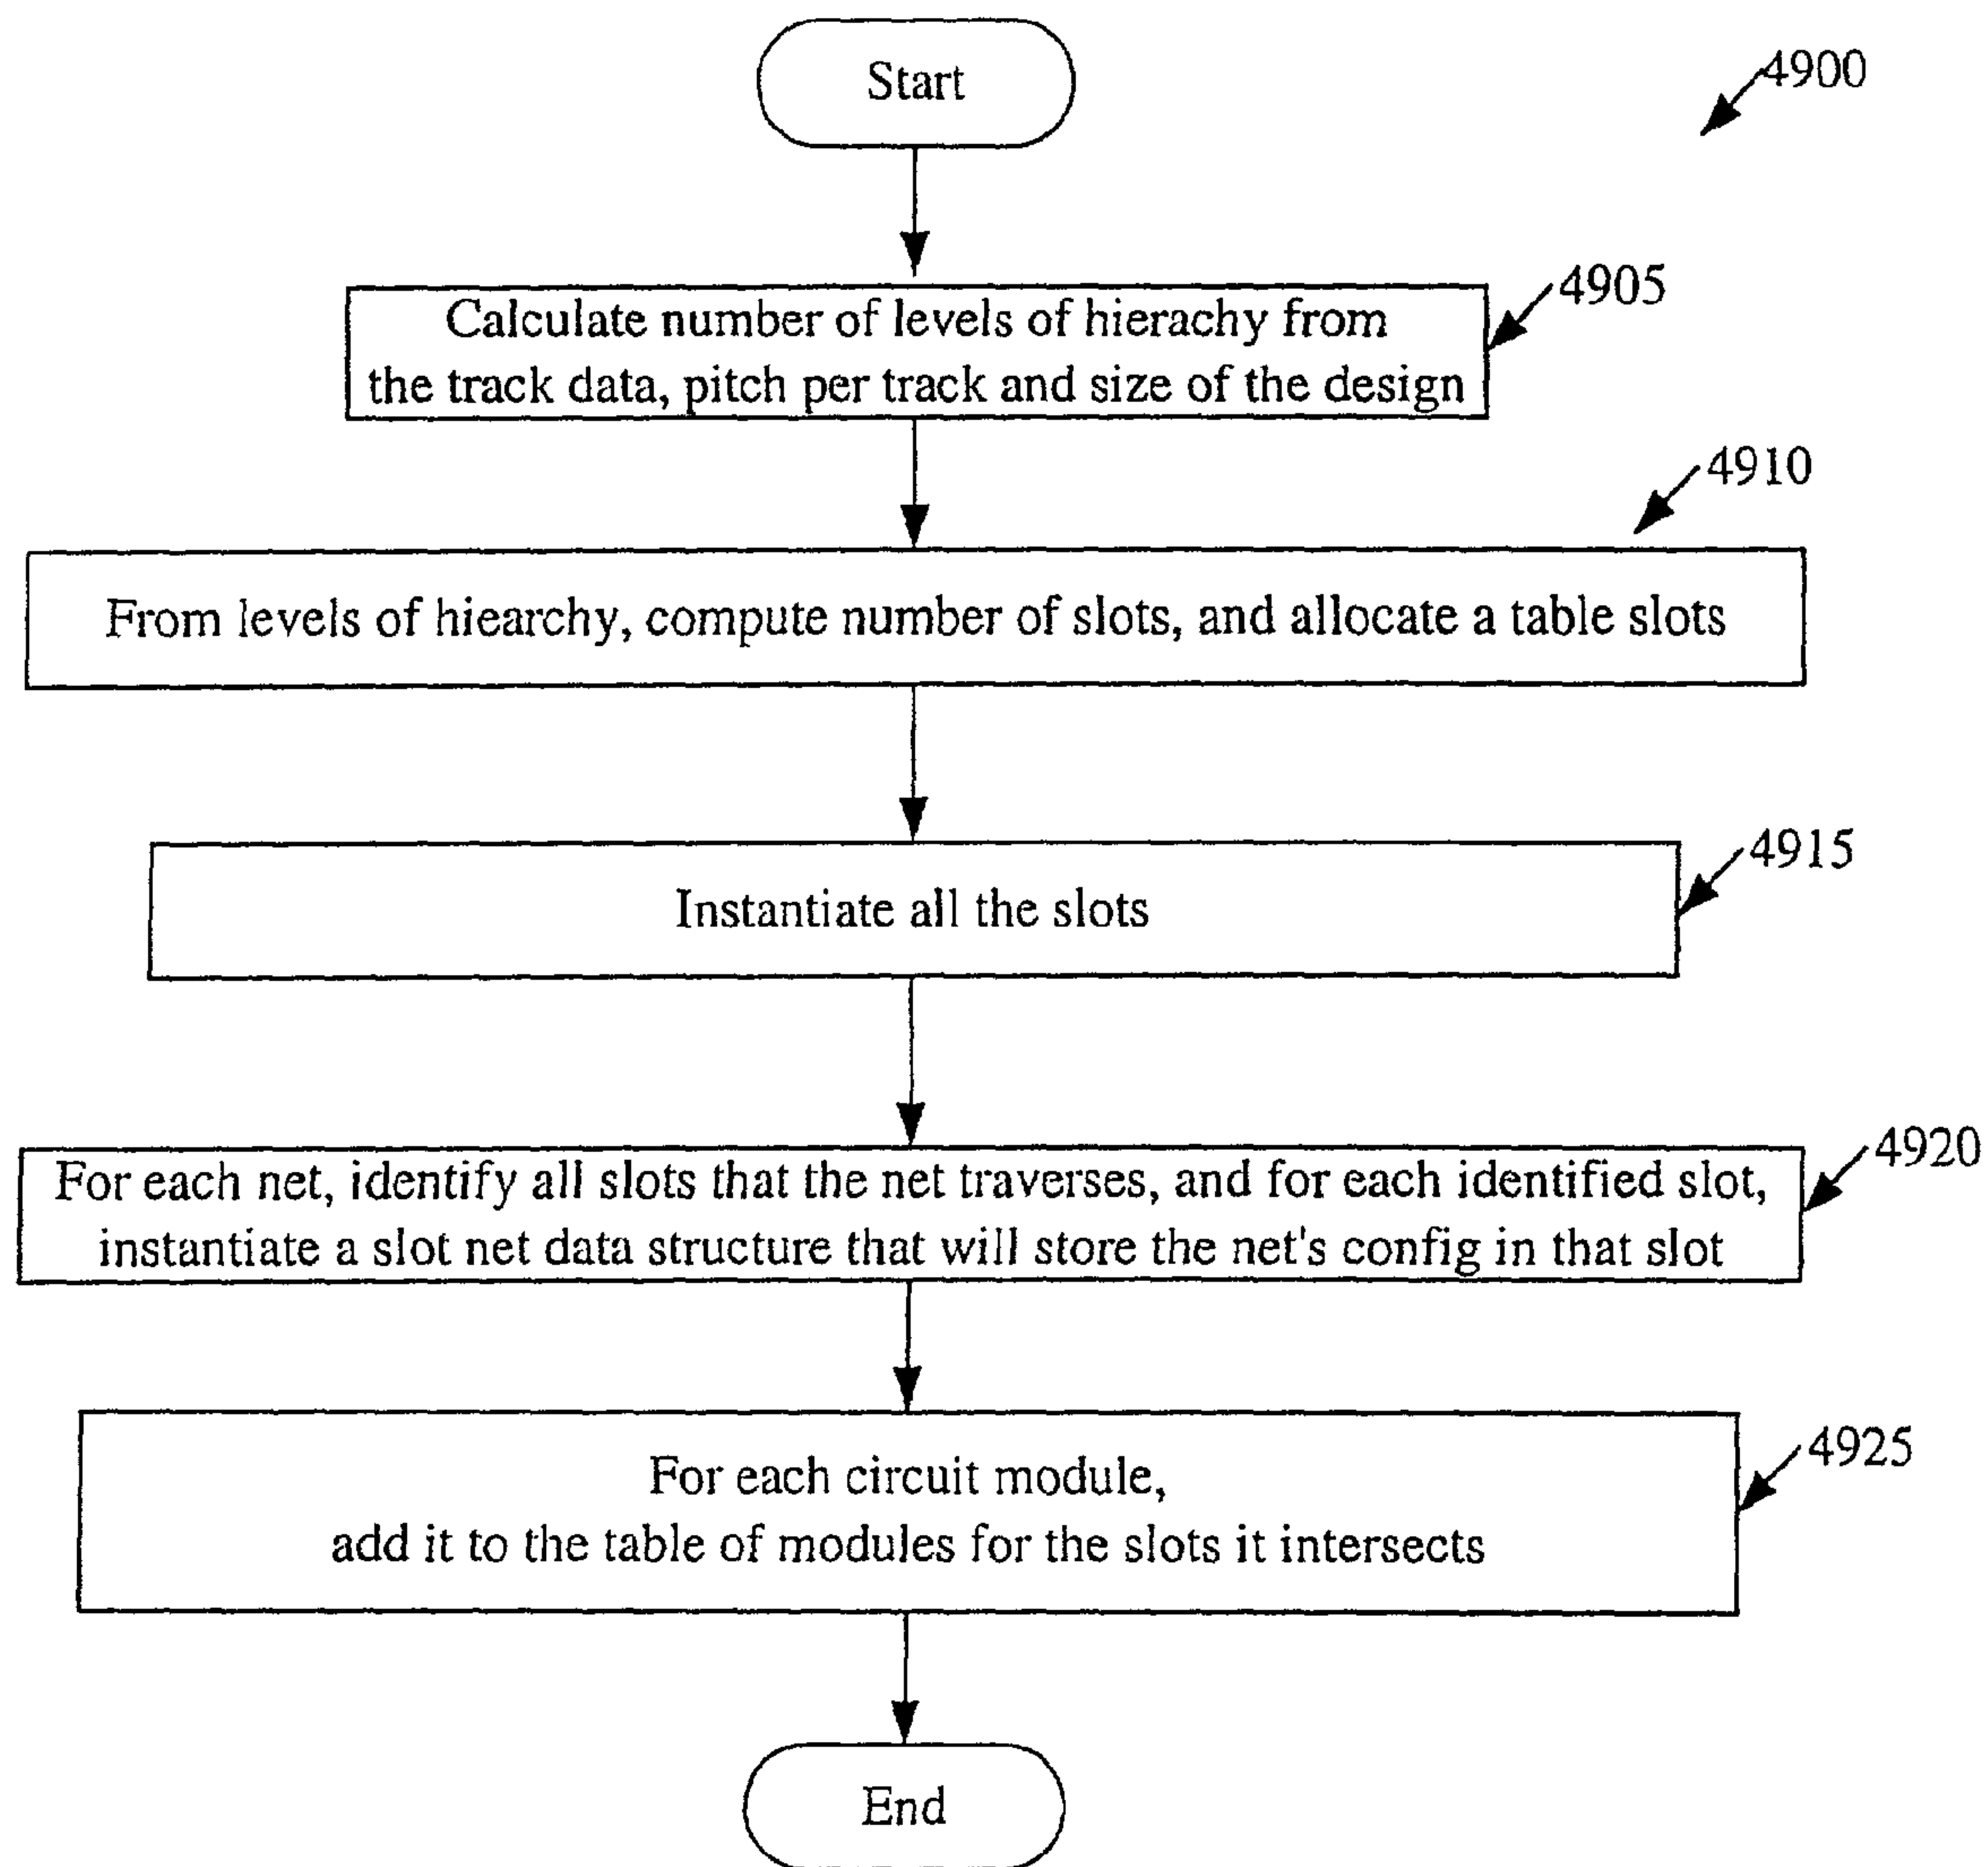 Start
4900
4905
Calculate number of levels of hierachy from
the track data, pitch per track and size of the design
4910
From levels of hiearchy, compute number of slots, and allocate a table slots
4915
Instantiate all the slots
4920
For each net, identify all slots that the net traverses, and for each identified slot,
instantiate a slot net data structure that will store the net's config in that slot
4925
For each circuit module,
add it to the table of modules for the slots it intersects
End